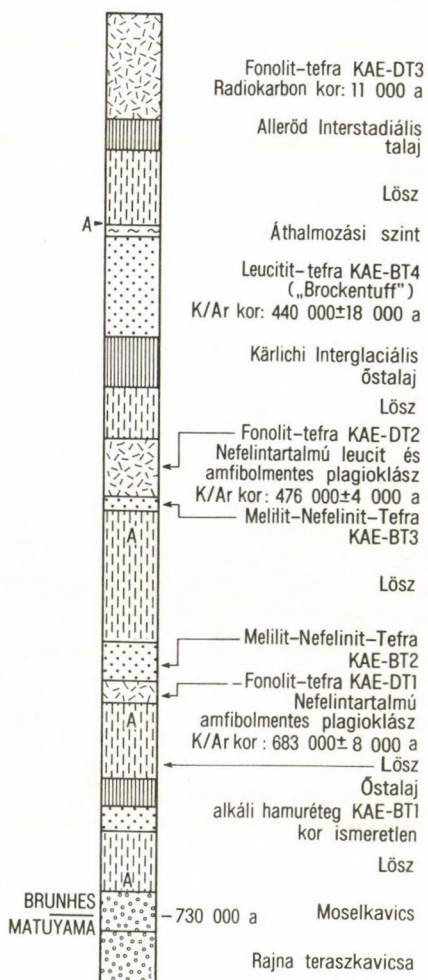 Fonolit-tefra KAE-DT3
Radiokarbon kor: 11 000 a
Alleröd Interstadiális
talaj
Lösz
A
Áthalmozási szint
Leucitit-tefra KAE-BT4
(„Brockentuff")
K/Ar kor: 440 000±18 000 a
Kärlichi Interglaciális
őstalaj
Lösz
Fonolit-tefra KAE-DT2
Nefelintartalmú leucit és
amfibolmentes plagioklász
K/Ar kor: 476 000±4 000 a
Melilit-Nefelinit-Tefra
KAE-BT3
A
Lösz
Melilit-Nefelinit-Tefra
KAE-BT2
Fonolit-tefra KAE-DT1
Nefelintartalmú
A
amfibolmentes plagioklász
K/Ar kor: 683 000±8 000 a
Lösz
Őstalaj
alkáli hamuréteg KAE-BT1
kor ismeretlen
Lösz
A
BRUNHES
MATUYAMA
730 000 a
Moselkavics
Rajna teraszkavicsa